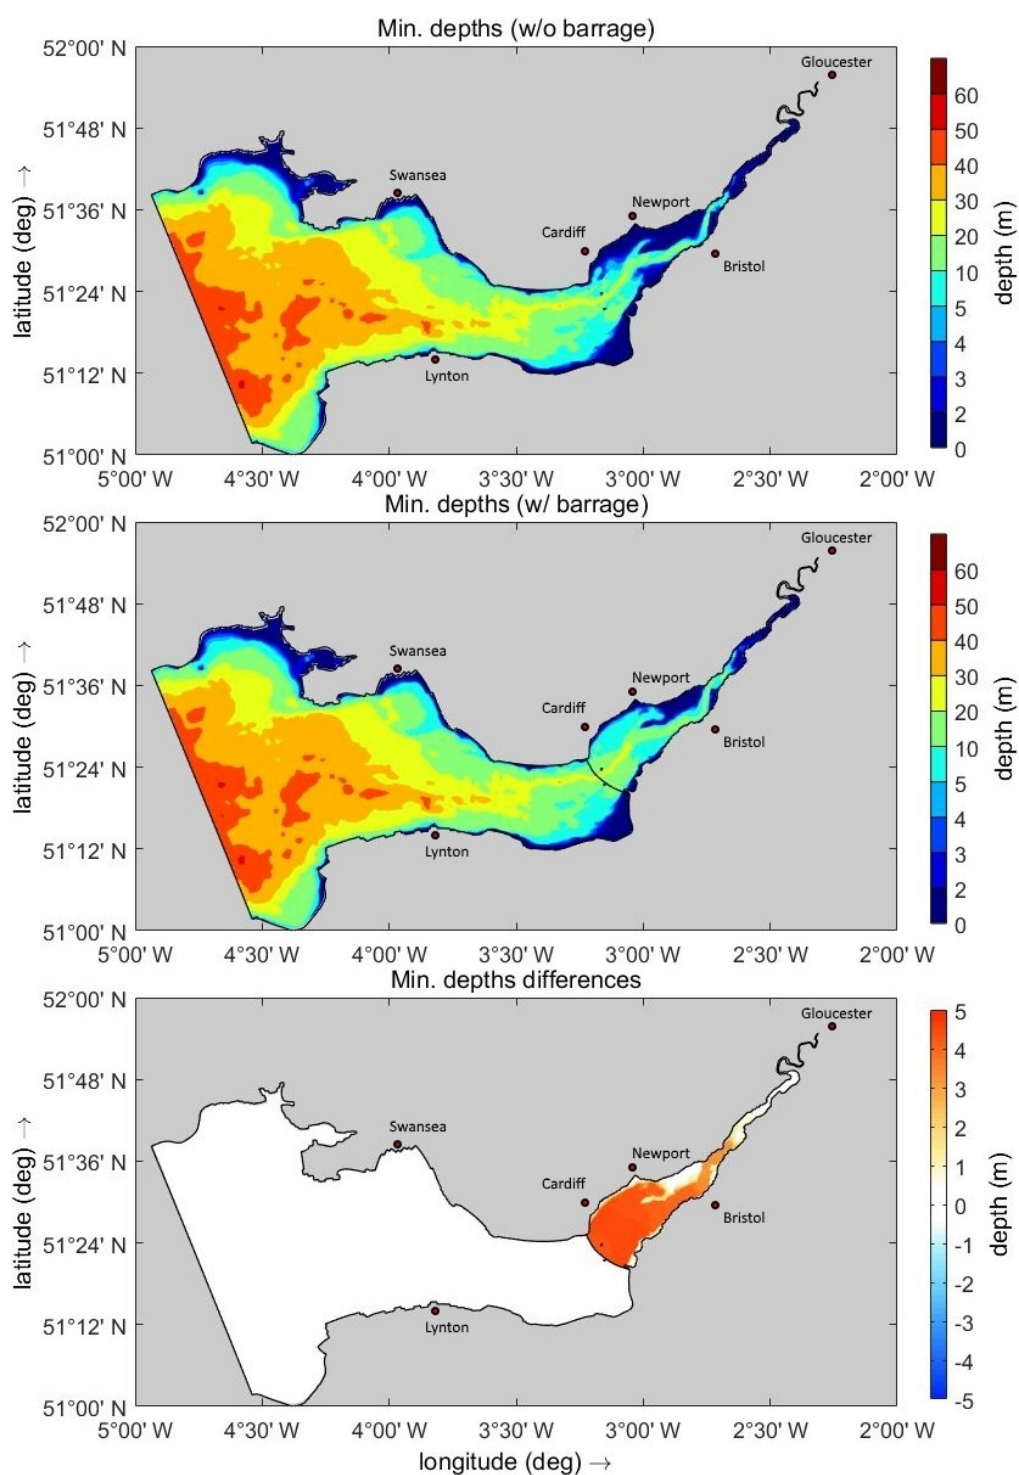 Min. depths (w/o barrage)
52°00' N
51°48' N
51°36' N
51°24' N
51°12' N
51°00' N
latitude (deg) →
Gloucester
Swansea
Newport
Cardiff
Bristol
Lynton
60
50
40
30
20
10
5
4
3
2
0
depth (m)
5°00' W
4°30' W
4°00' W
3°30' W
3°00' W
2°30' W
2°00' W
Min. depths (w/ barrage)
52°00' N
51°48' N
51°36' N
51°24' N
51°12' N
51°00' N
latitude (deg) →
Gloucester
Swansea
Newport
Cardiff
Bristol
Lynton
60
50
40
30
20
10
5
4
3
2
0
depth (m)
5°00' W
4°30' W
4°00' W
3°30' W
3°00' W
2°30' W
2°00' W
Min. depths differences
52°00' N
51°48' N
51°36' N
51°24' N
51°12' N
51°00' N
latitude (deg) →
Gloucester
Swansea
Newport
Cardiff
Bristol
Lynton
5
4
3
2
1
0
-1
-2
-3
-4
-5
depth (m)
5°00' W
4°30' W
4°00' W
3°30' W
3°00' W
2°30' W
2°00' W
longitude (deg) →